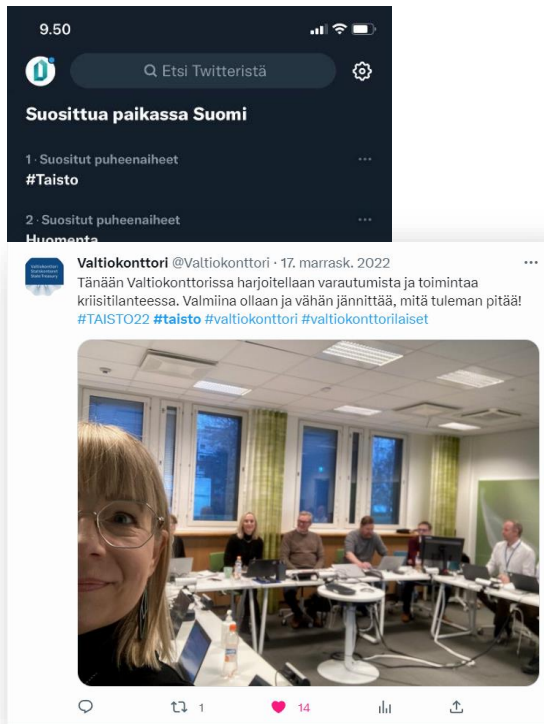 9.50
Etsi Twitteristä
Suosittua paikassa Suomi
1 · Suositut puheenaiheet
#Taisto
2 · Suositut puheenaiheet
Huomenta
Valtiokonttori @Valtiokonttori · 17. marrask. 2022
Tänään Valtiokonttorissa harjoitellaan varautumista ja toimintaa
kriisitilanteessa. Valmiina ollaan ja vähän jännittää, mitä tuleman pitää!
#TAISTO22 #taisto #valtiokonttori #valtiokonttorilaiset
1
14